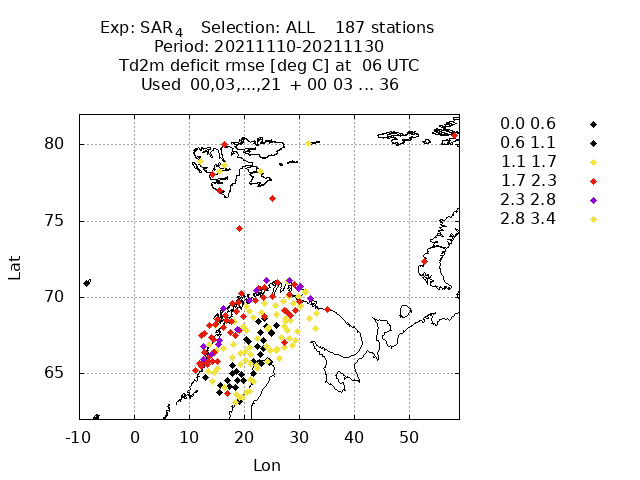 Exp: SAR4 Selection: ALL 187 stations
Period: 20211110-20211130
Td2m deficit rmse [deg C] at 06 UTC
Used 00,03,...,21 + 00 03 ... 36
0.0 0.6
0.6 1.1
1.1 1.7
1.7 2.3
2.3 2.8
2.8 3.4
80
75
70
65
Lat
-10 0 10 20 30 40 50
Lon